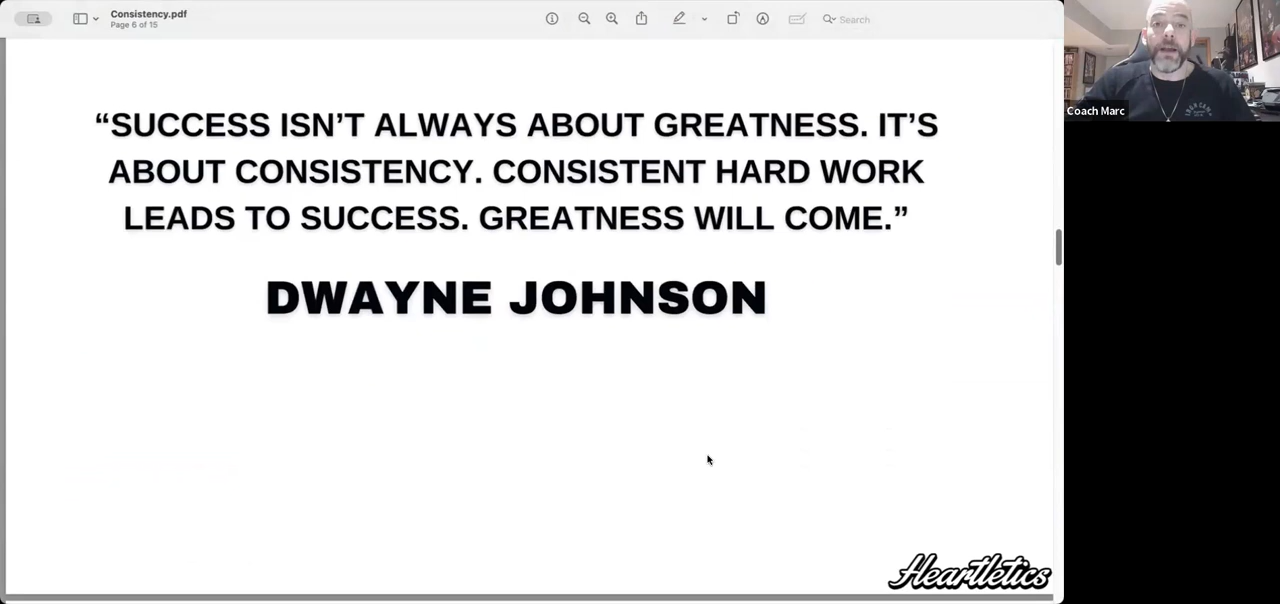 Consistency.pdf
Page 6 of 15
Search
“SUCCESS ISN’T ALWAYS ABOUT GREATNESS. IT’S
ABOUT CONSISTENCY. CONSISTENT HARD WORK
LEADS TO SUCCESS. GREATNESS WILL COME.”
DWAYNE JOHNSON
Heartletics
Coach Marc